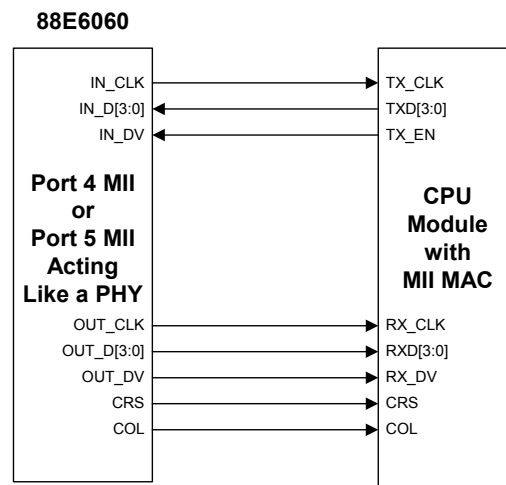 88E6060
IN_CLK
TX_CLK
IN_D[3:0]
TXD[3:0]
IN_DV
TX_EN
Port 4 MII
or
Port 5 MII
Acting
Like a PHY
CPU
Module
with
MII MAC
OUT_CLK
RX_CLK
OUT_D[3:0]
RXD[3:0]
OUT_DV
RX_DV
CRS
CRS
COL
COL